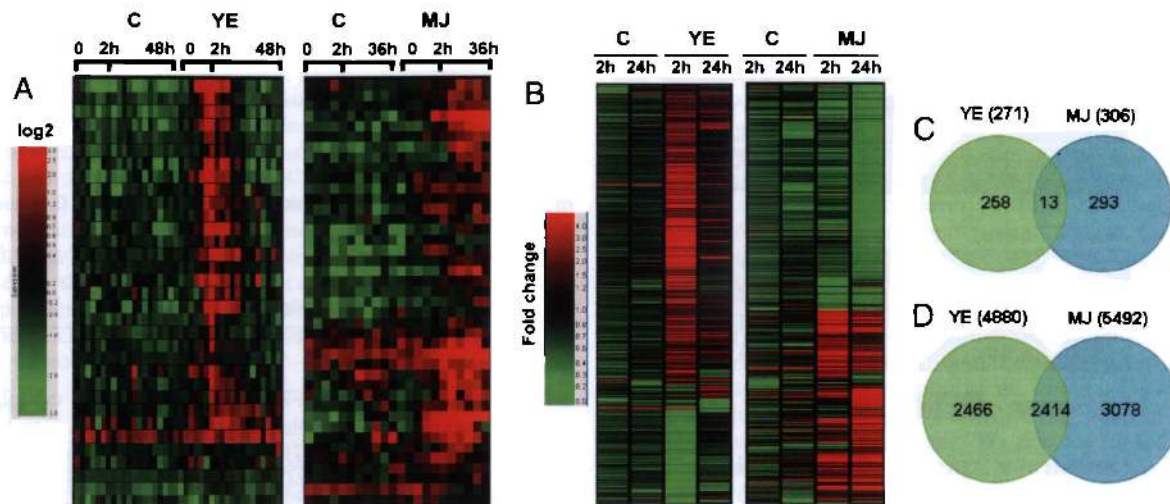 C YE C MJ
0 2h 48h 0 2h 48h 0 2h 36h 0 2h 36h
A
log2
C YE C MJ
2h 24h 2h 24h 2h 24h 2h 24h
B
Fold change
C
YE (271) MJ (306)
258 13 293
D
YE (4880) MJ (5492)
2466 2414 3078